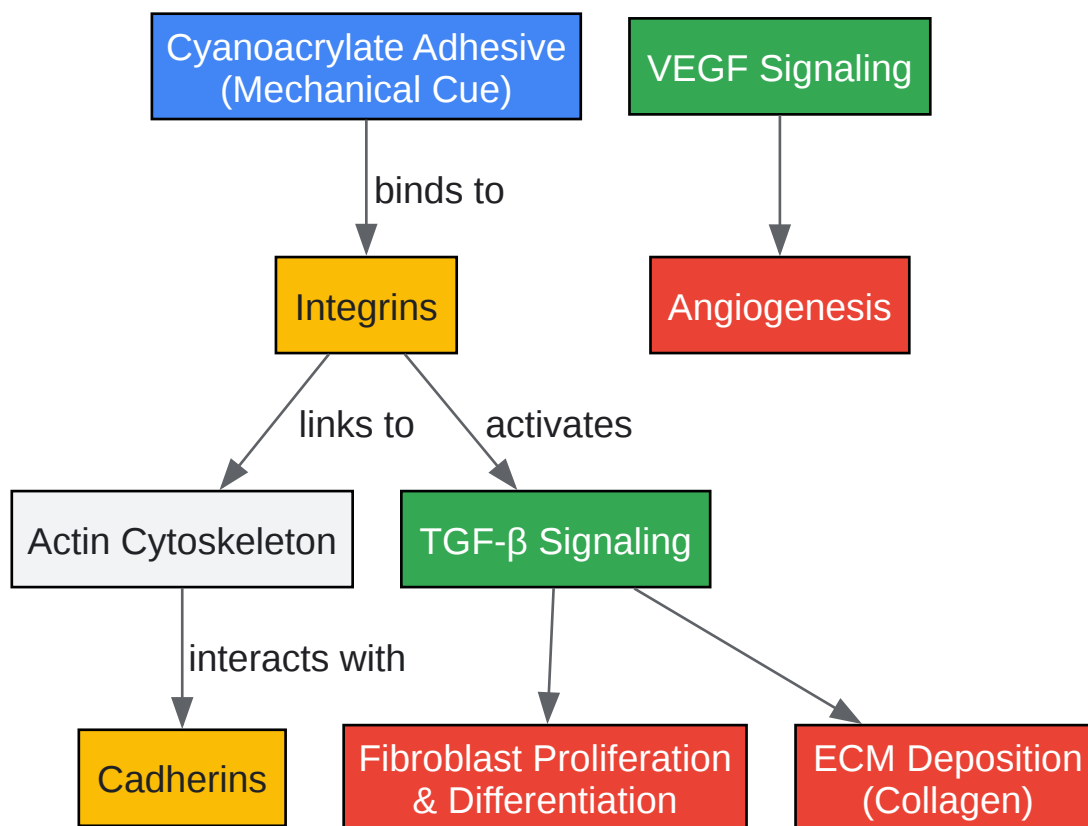 Cyanoacrylate Adhesive
(Mechanical Cue)
VEGF Signaling
binds to
Integrins
Angiogenesis
links to
activates
Actin Cytoskeleton
TGF-β Signaling
interacts with
Cadherins
Fibroblast Proliferation
& Differentiation
ECM Deposition
(Collagen)